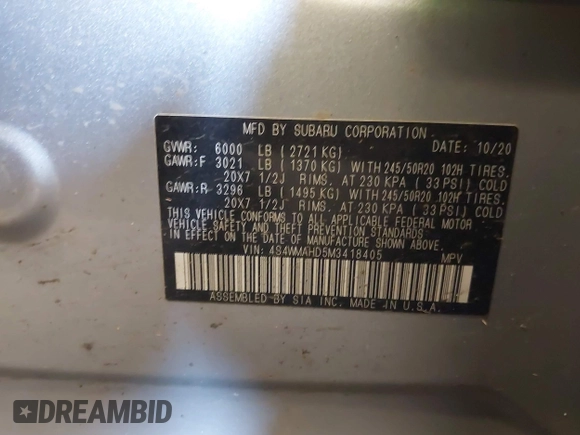 MFD BY SUBARU CORPORATION DATE: 10/20
GVWR: 6000 LB ( 2721 KG)
GAWR:F 3021 LB ( 1370 KG) WITH 245/50R20 102H TIRES.
20X7 1/2J RIMS. AT 230 KPA ( 33 PSI) COLD
GAWR:R 3296 LB ( 1495 KG) WITH 245/50R20 102H TIRES.
20X7 1/2J RIMS. AT 230 KPA ( 33 PSI) COLD
THIS VEHICLE CONFORMS TO ALL APPLICABLE FEDERAL MOTOR
VEHICLE SAFETY AND THEFT PREVENTION STANDARDS IN
EFFECT ON THE DATE OF MANUFACTURE SHOWN ABOVE.
VIN: 4S4WMAHD5M3418405 MPV
ASSEMBLED BY SIA INC. MADE IN U.S.A.
DREAMBID